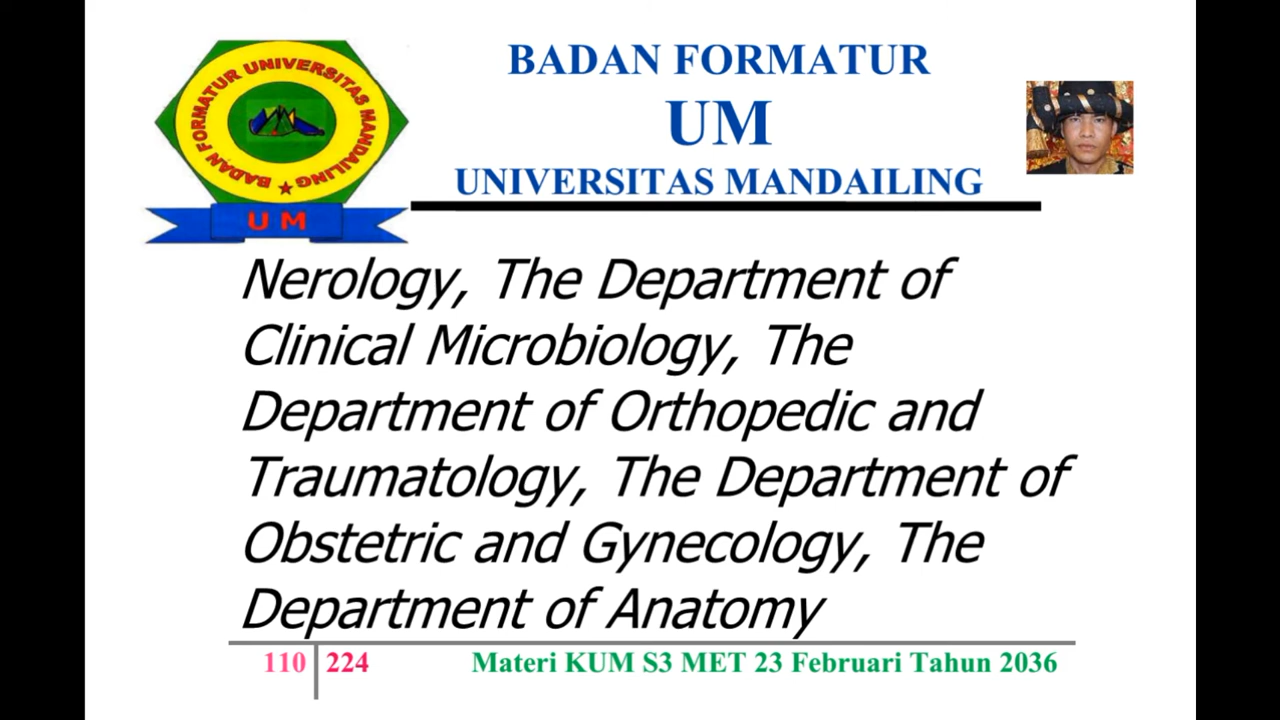 BADAN FORMATUR UNIVERSITAS MANDAILING
U M
BADAN FORMATUR
UM
UNIVERSITAS MANDAILING
Nerology, The Department of
Clinical Microbiology, The
Department of Orthopedic and
Traumatology, The Department of
Obstetric and Gynecology, The
Department of Anatomy
110 224 Materi KUM S3 MET 23 Februari Tahun 2036